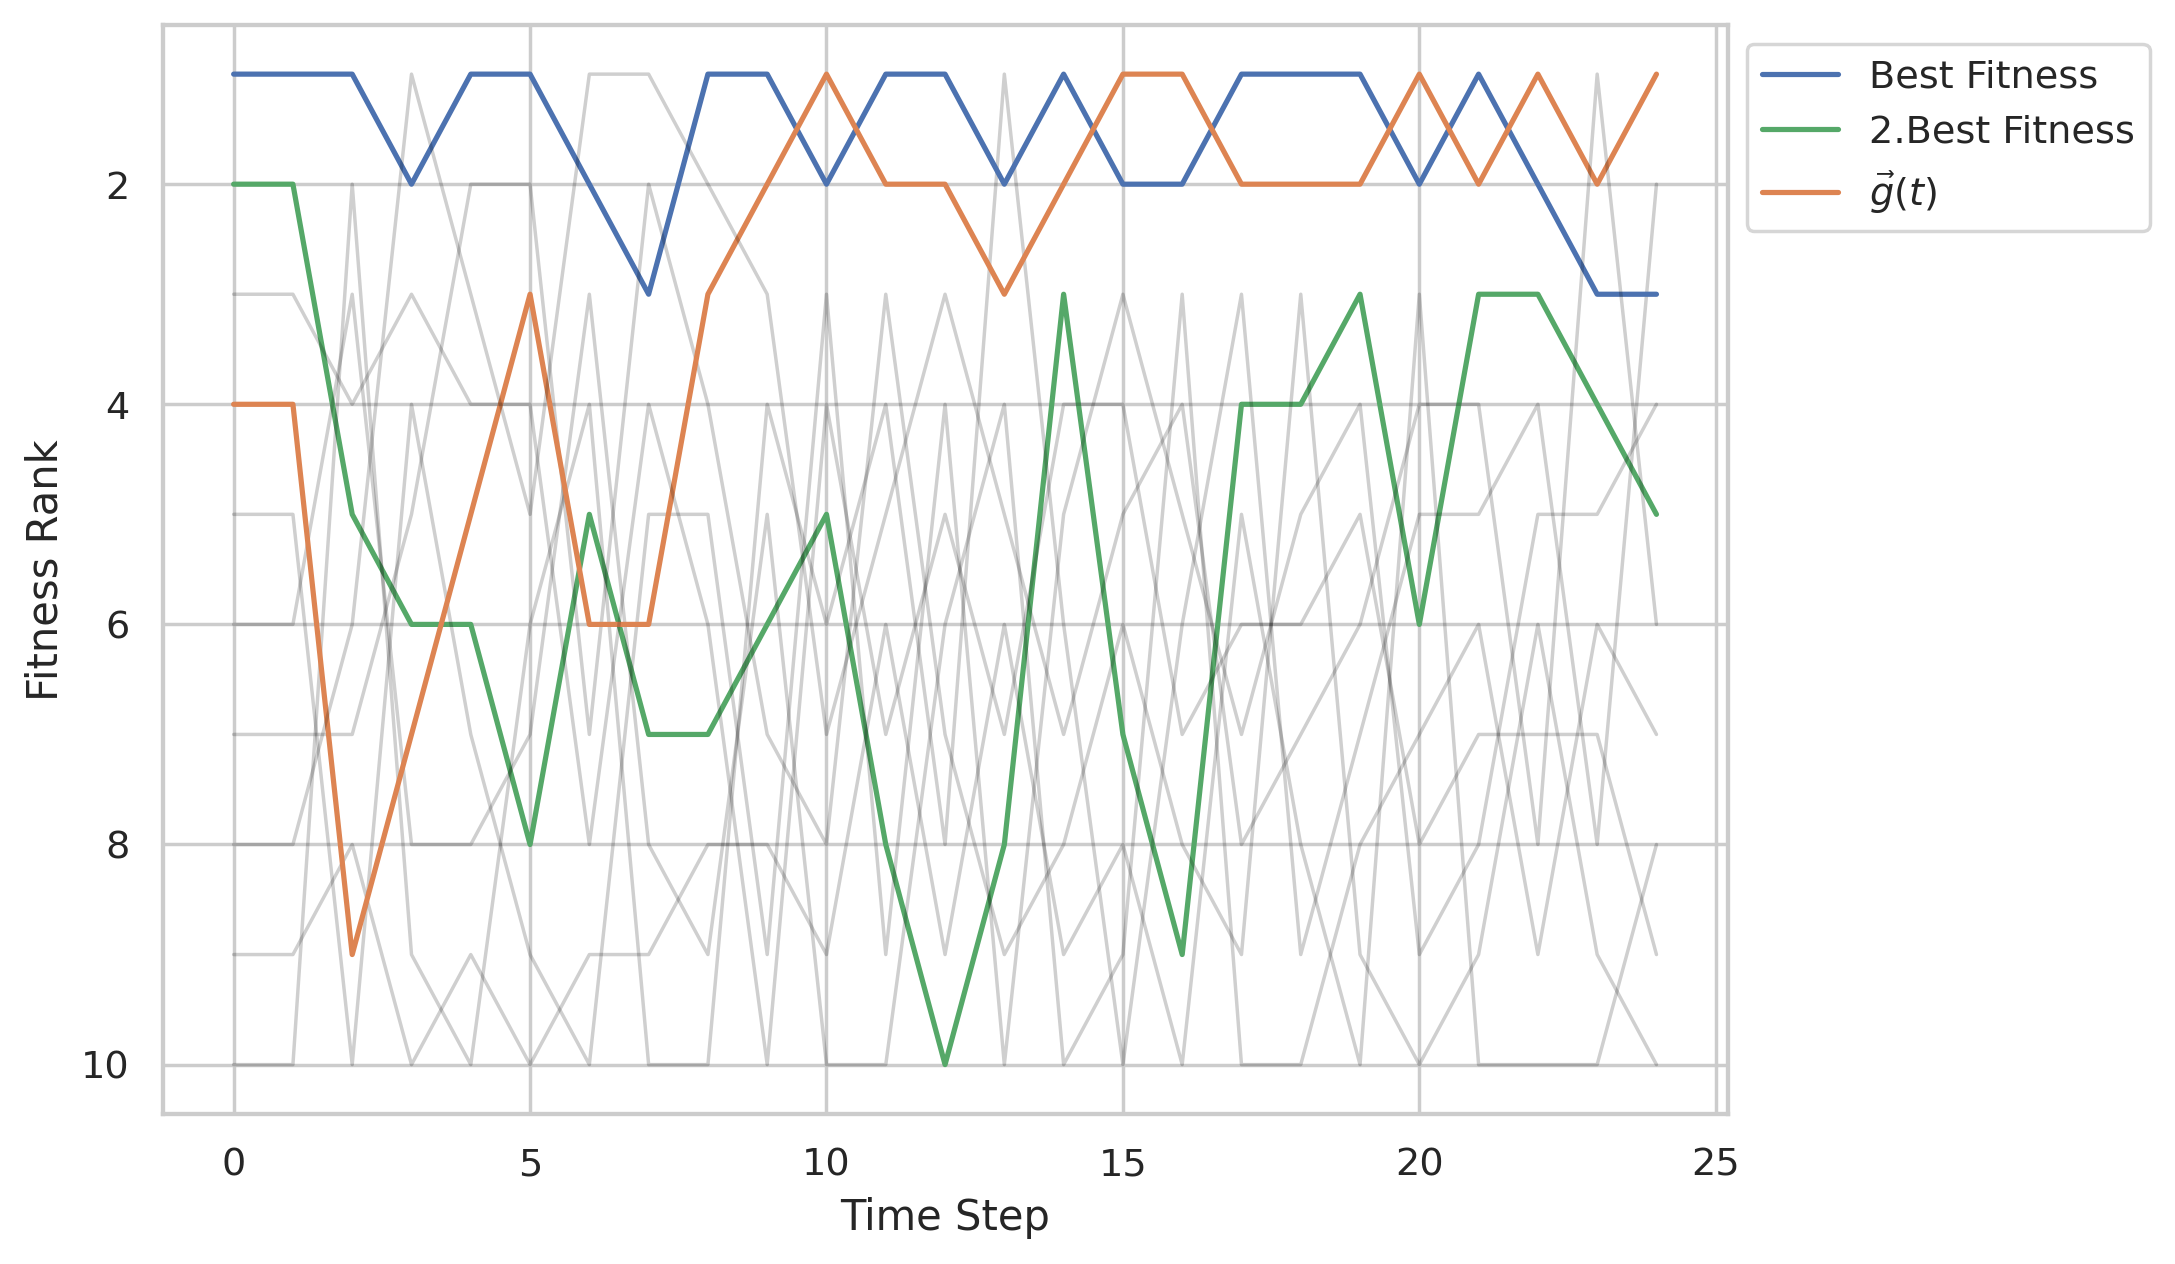 Best Fitness
2.Best Fitness
g⃗(t)
Fitness Rank
2
4
6
8
10
0 5 10 15 20 25
Time Step